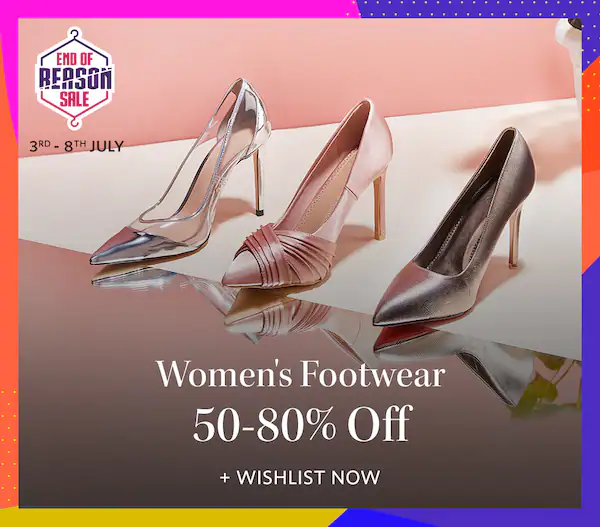 END OF
REASON
SALE
3RD - 8TH JULY
Women's Footwear
50-80% Off
+ WISHLIST NOW